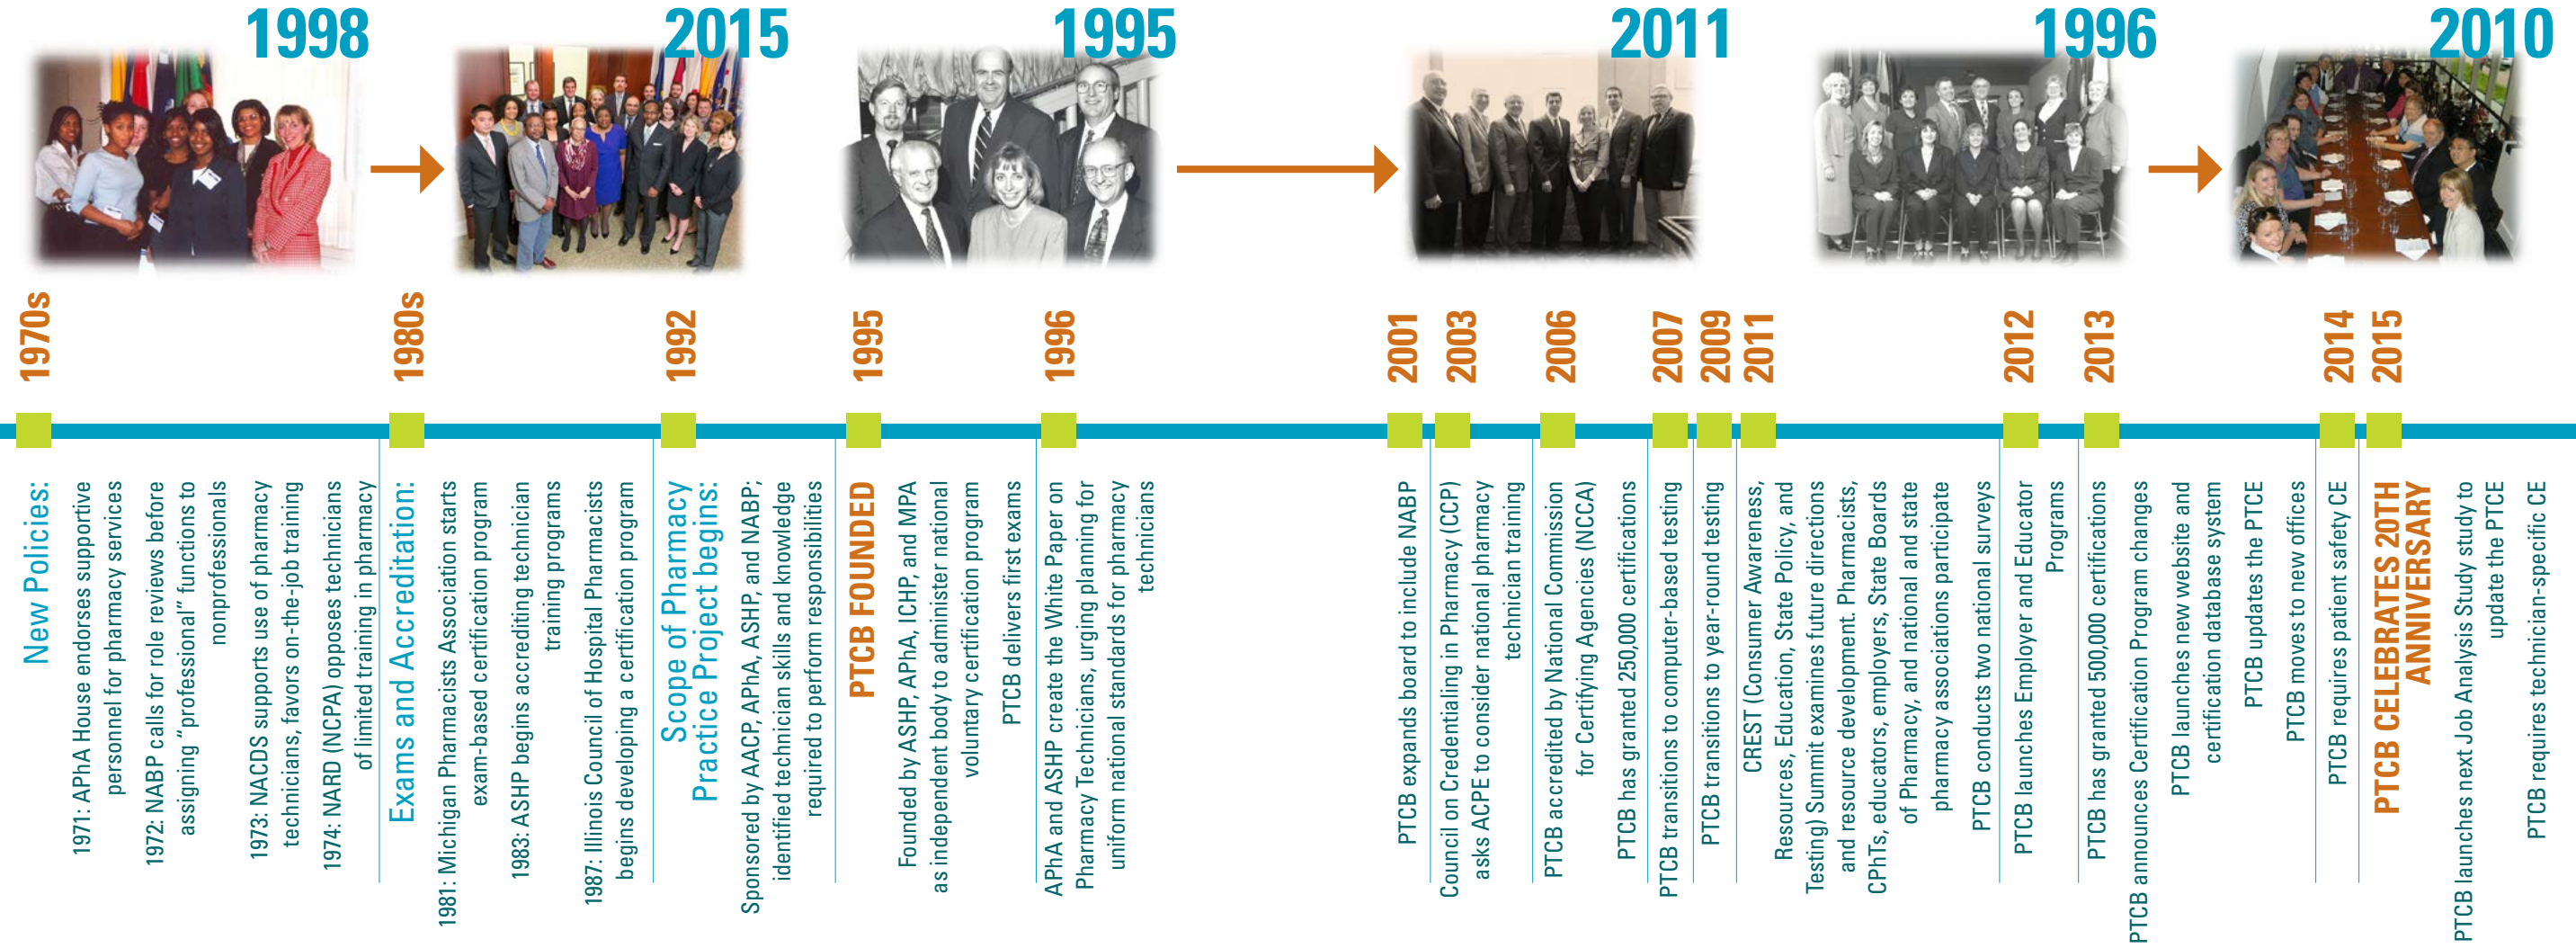 1998
2015
1995
2011
1996
2010
1970s
New Policies:
1971: APhA House endorses supportive
personnel for pharmacy services
1972: NABP calls for role reviews before
assigning “professional” functions to
nonprofessionals
1973: NACDS supports use of pharmacy
technicians, favors on-the-job training
1974: NARD (NCPA) opposes technicians
of limited training in pharmacy
1980s
Exams and Accreditation:
1981: Michigan Pharmacists Association starts
exam-based certification program
1983: ASHP begins accrediting technician
training programs
1987: Illinois Council of Hospital Pharmacists
begins developing a certification program
1992
Scope of Pharmacy
Practice Project begins:
Sponsored by AACP, APhA, ASHP, and NABP;
identified technician skills and knowledge
required to perform responsibilities
1995
PTCB FOUNDED
Founded by ASHP, APhA, ICHP, and MPA
as independent body to administer national
voluntary certification program
PTCB delivers first exams
1996
APhA and ASHP create the White Paper on
Pharmacy Technicians, urging planning for
uniform national standards for pharmacy
technicians
2001
PTCB expands board to include NABP
2003
Council on Credentialing in Pharmacy (CCP)
asks ACPE to consider national pharmacy
technician training
2006
PTCB accredited by National Commission
for Certifying Agencies (NCCA)
PTCB has granted 250,000 certifications
2007
PTCB transitions to computer-based testing
2009
PTCB transitions to year-round testing
2011
CREST (Consumer Awareness,
Resources, Education, State Policy, and
Testing) Summit examines future directions
and resource development. Pharmacists,
CPhTs, educators, employers, State Boards
of Pharmacy, and national and state
pharmacy associations participate
PTCB conducts two national surveys
2012
PTCB launches Employer and Educator
Programs
2013
PTCB has granted 500,000 certifications
PTCB announces Certification Program changes
PTCB launches new website and
certification database system
PTCB updates the PTCE
PTCB moves to new offices
2014
PTCB requires patient safety CE
2015
PTCB CELEBRATES 20TH
ANNIVERSARY
PTCB launches next Job Analysis Study study to
update the PTCE
PTCB requires technician-specific CE